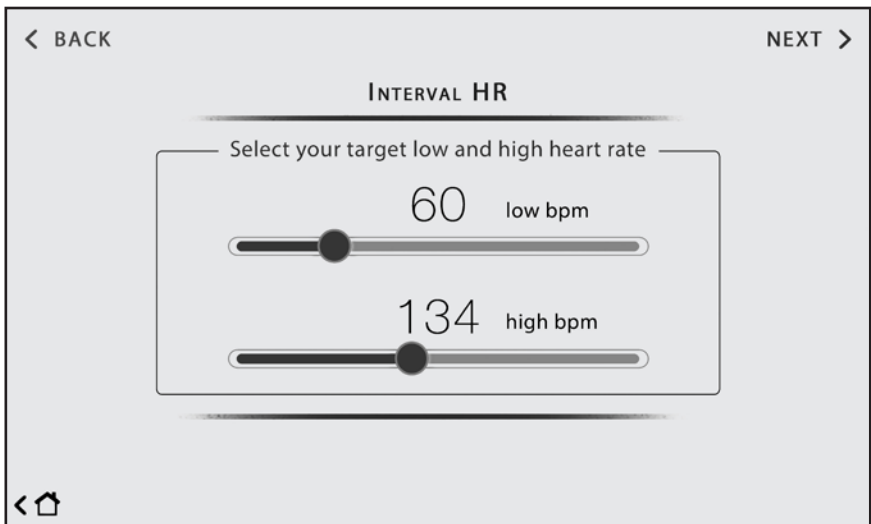 BACK
NEXT
INTERVAL HR
Select your target low and high heart rate
60 low bpm
134 high bpm